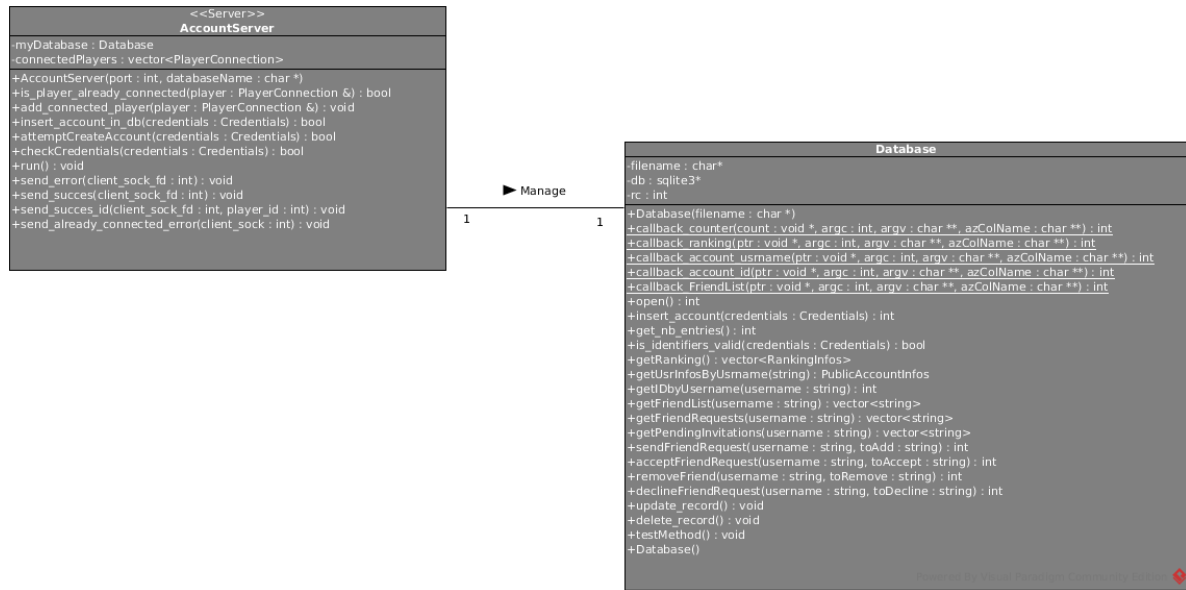 <<Server>>
AccountServer
-myDatabase : Database
-connectedPlayers : vector<PlayerConnection>
+AccountServer(port : int, databaseName : char *)
+is_player_already_connected(player : PlayerConnection &) : bool
+add_connected_player(player : PlayerConnection &) : void
+insert_account_in_db(credentials : Credentials) : bool
+attemptCreateAccount(credentials : Credentials) : bool
+checkCredentials(credentials : Credentials) : bool
+run() : void
+send_error(client_sock_fd : int) : void
+send_succes(client_sock_fd : int) : void
+send_succes_id(client_sock_fd : int, player_id : int) : void
+send_already_connected_error(client_sock : int) : void
Manage
1
1
Database
-filename : char*
-db : sqlite3*
-rc : int
+Database(filename : char *)
+callback_counter(count : void *, argc : int, argv : char **, azColName : char **) : int
+callback_ranking(ptr : void *, argc : int, argv : char **, azColName : char **) : int
+callback_account_usrname(ptr : void *, argc : int, argv : char **, azColName : char **) : int
+callback_account_id(ptr : void *, argc : int, argv : char **, azColName : char **) : int
+callback_FriendList(ptr : void *, argc : int, argv : char **, azColName : char **) : int
+open() : int
+insert_account(credentials : Credentials) : int
+get_nb_entries() : int
+is_identifiers_valid(credentials : Credentials) : bool
+getRanking() : vector<RankingInfos>
+getUsrInfosByUsrname(string) : PublicAccountInfos
+getIDbyUsername(username : string) : int
+getFriendList(username : string) : vector<string>
+getFriendRequests(username : string) : vector<string>
+getPendingInvitations(username : string) : vector<string>
+sendFriendRequest(username : string, toAdd : string) : int
+acceptFriendRequest(username : string, toAccept : string) : int
+removeFriend(username : string, toRemove : string) : int
+declineFriendRequest(username : string, toDecline : string) : int
+update_record() : void
+delete_record() : void
+testMethod() : void
+Database()
Powered By Visual Paradigm Community Edition